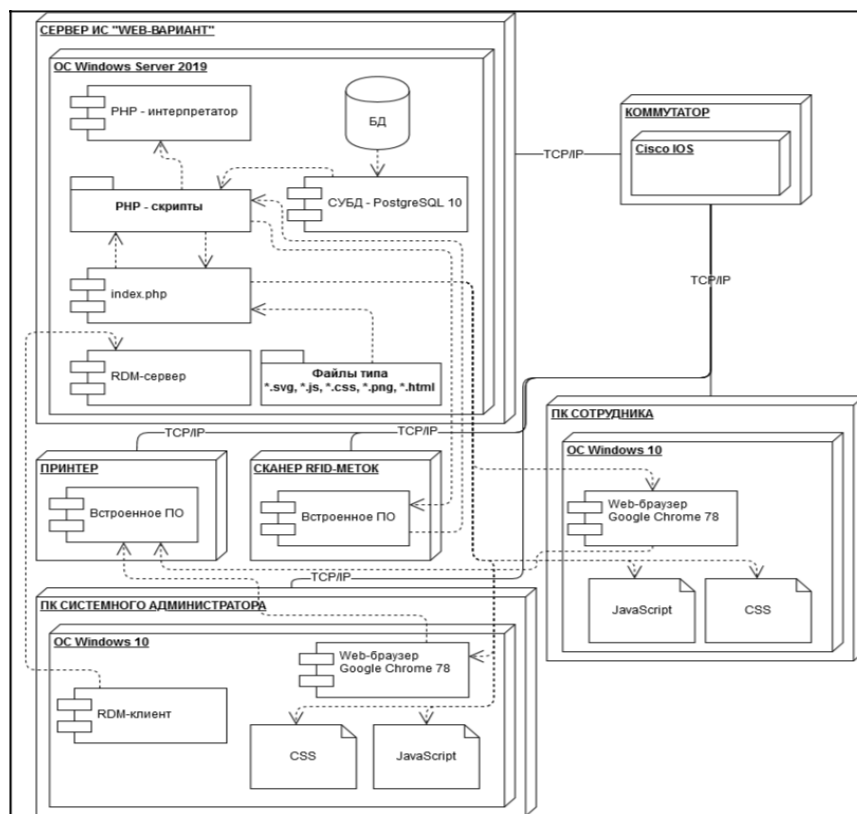 СЕРВЕР ИС "WEB-ВАРИАНТ"
ОС Windows Server 2019
PHP - интерпретатор
БД
PHP - скрипты
СУБД - PostgreSQL 10
index.php
RDM-сервер
Файлы типа
*.svg, *.js, *.css, *.png, *.html
TCP/IP
КОММУТАТОР
Cisco IOS
TCP/IP
TCP/IP
TCP/IP
ПРИНТЕР
Встроенное ПО
СКАНЕР RFID-МЕТОК
Встроенное ПО
ПК СОТРУДНИКА
ОС Windows 10
Web-браузер
Google Chrome 78
JavaScript
CSS
TCP/IP
ПК СИСТЕМНОГО АДМИНИСТРАТОРА
ОС Windows 10
Web-браузер
Google Chrome 78
RDM-клиент
CSS
JavaScript